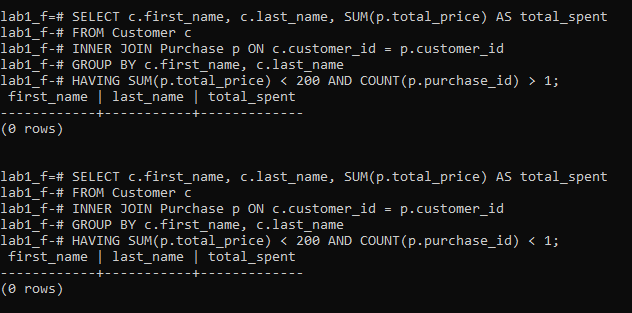 lab1_f=# SELECT c.first_name, c.last_name, SUM(p.total_price) AS total_spent
lab1_f-# FROM Customer c
lab1_f-# INNER JOIN Purchase p ON c.customer_id = p.customer_id
lab1_f-# GROUP BY c.first_name, c.last_name
lab1_f-# HAVING SUM(p.total_price) < 200 AND COUNT(p.purchase_id) > 1;
 first_name | last_name | total_spent
------------+-----------+-------------
(0 rows)
lab1_f=# SELECT c.first_name, c.last_name, SUM(p.total_price) AS total_spent
lab1_f-# FROM Customer c
lab1_f-# INNER JOIN Purchase p ON c.customer_id = p.customer_id
lab1_f-# GROUP BY c.first_name, c.last_name
lab1_f-# HAVING SUM(p.total_price) < 200 AND COUNT(p.purchase_id) < 1;
 first_name | last_name | total_spent
------------+-----------+-------------
(0 rows)